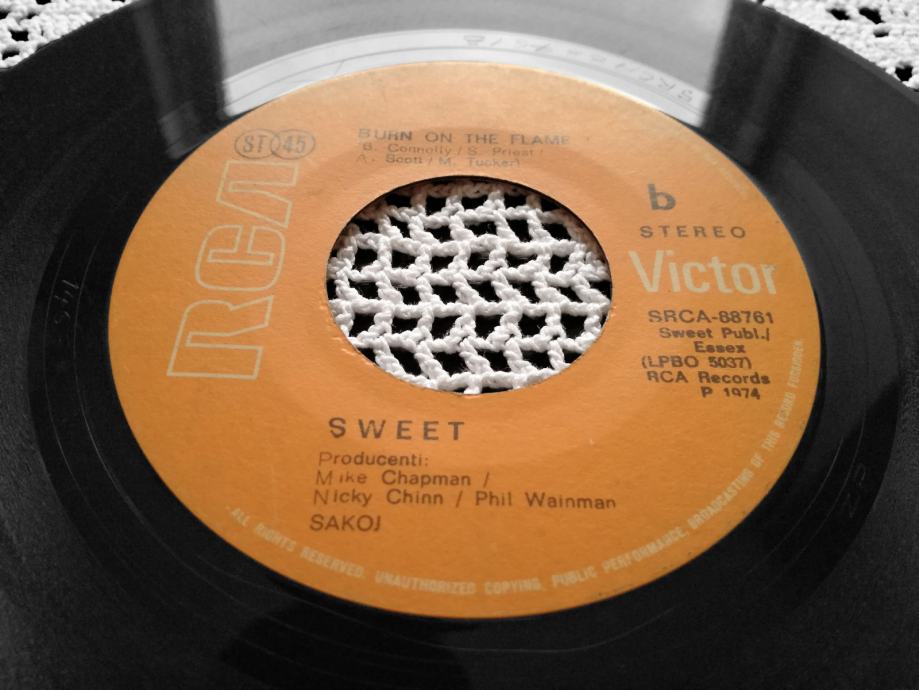 ST 45
BURN ON THE FLAME
(B. Connolly / S. Priest /
A. Scott / M. Tucker)
b
STEREO
RCA Victor
SRCA-88761
Sweet Publ./
Essex
(LPBO 5037)
RCA Records
P 1974
SWEET
Producenti:
Mike Chapman /
Nicky Chinn / Phil Wainman
SAKOJ
ALL RIGHTS RESERVED. UNAUTHORIZED COPYING, PUBLIC PERFORMANCE, BROADCASTING OF THIS RECORD FORBIDDEN.